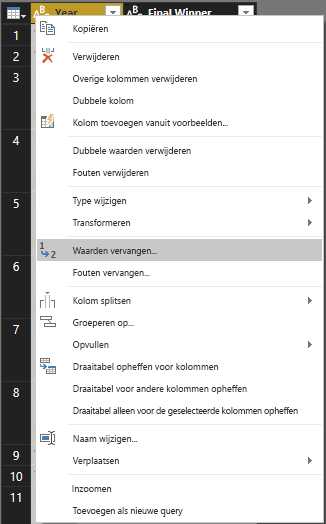 Year Final Winner
1
Kopiëren
2
Verwijderen
3
Overige kolommen verwijderen
Dubbele kolom
Kolom toevoegen vanuit voorbeelden...
4
Dubbele waarden verwijderen
Fouten verwijderen
5
Type wijzigen
Transformeren
Waarden vervangen...
6
Fouten vervangen...
Kolom splitsen
7
Groeperen op...
Opvullen
Draaitabel opheffen voor kolommen
8
Draaitabel voor andere kolommen opheffen
Draaitabel alleen voor de geselecteerde kolommen opheffen
Naam wijzigen...
9
Verplaatsen
10
Inzoomen
11
Toevoegen als nieuwe query